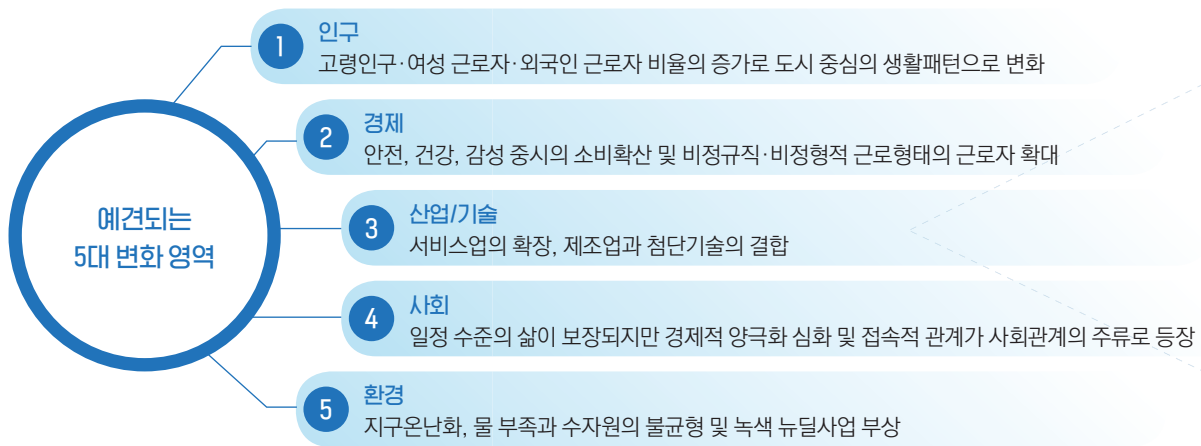 예견되는
5대 변화 영역
1
인구
고령인구·여성 근로자·외국인 근로자 비율의 증가로 도시 중심의 생활패턴으로 변화
2
경제
안전, 건강, 감성 중시의 소비확산 및 비정규직·비정형적 근로형태의 근로자 확대
3
산업/기술
서비스업의 확장, 제조업과 첨단기술의 결합
4
사회
일정 수준의 삶이 보장되지만 경제적 양극화 심화 및 접속적 관계가 사회관계의 주류로 등장
5
환경
지구온난화, 물 부족과 수자원의 불균형 및 녹색 뉴딜사업 부상